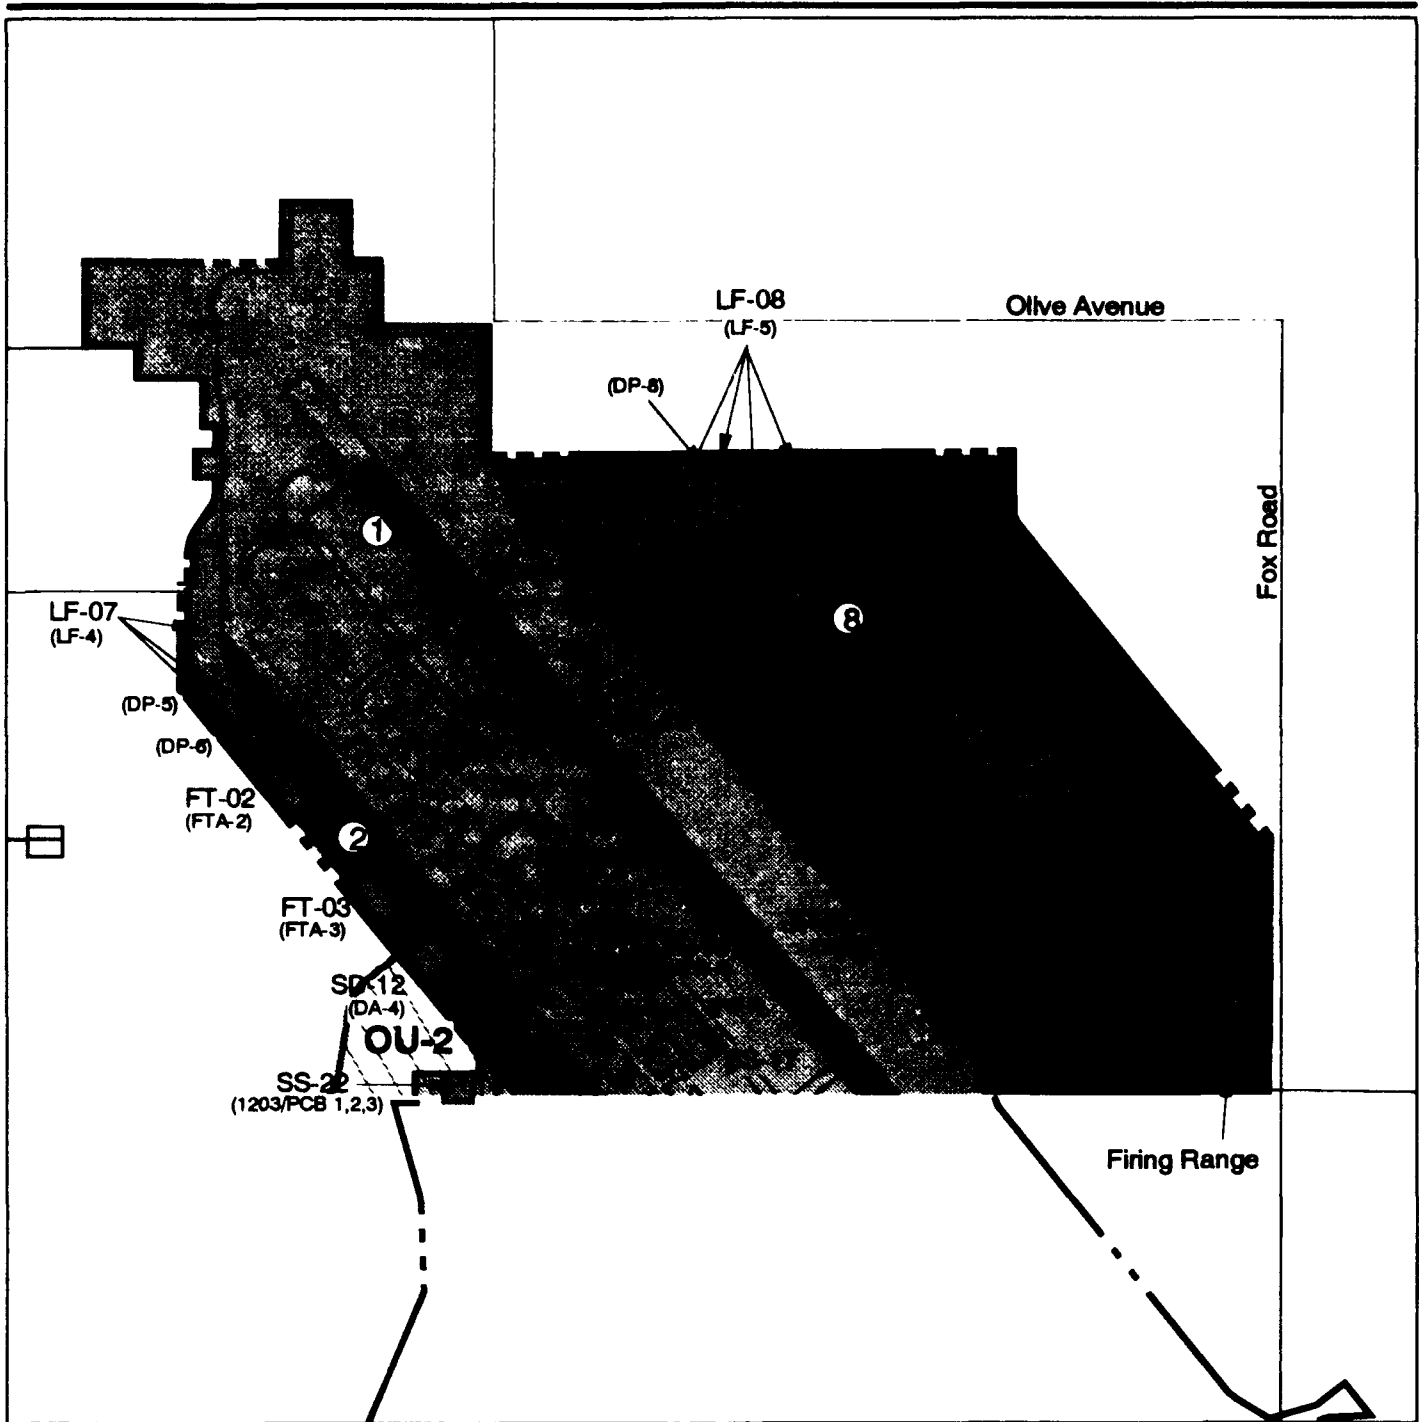 LF-08
(LF-5)
Olive Avenue
(DP-8)
Fox Road
1
8
LF-07
(LF-4)
(DP-5)
(DP-6)
FT-02
(FTA-2)
2
FT-03
(FTA-3)
SD-12
(DA-4)
OU-2
SS-22
(1203/PCB 1,2,3)
Firing Range